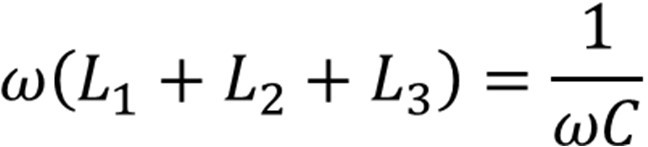 ω(L₁ + L₂ + L₃) = 1/ωC